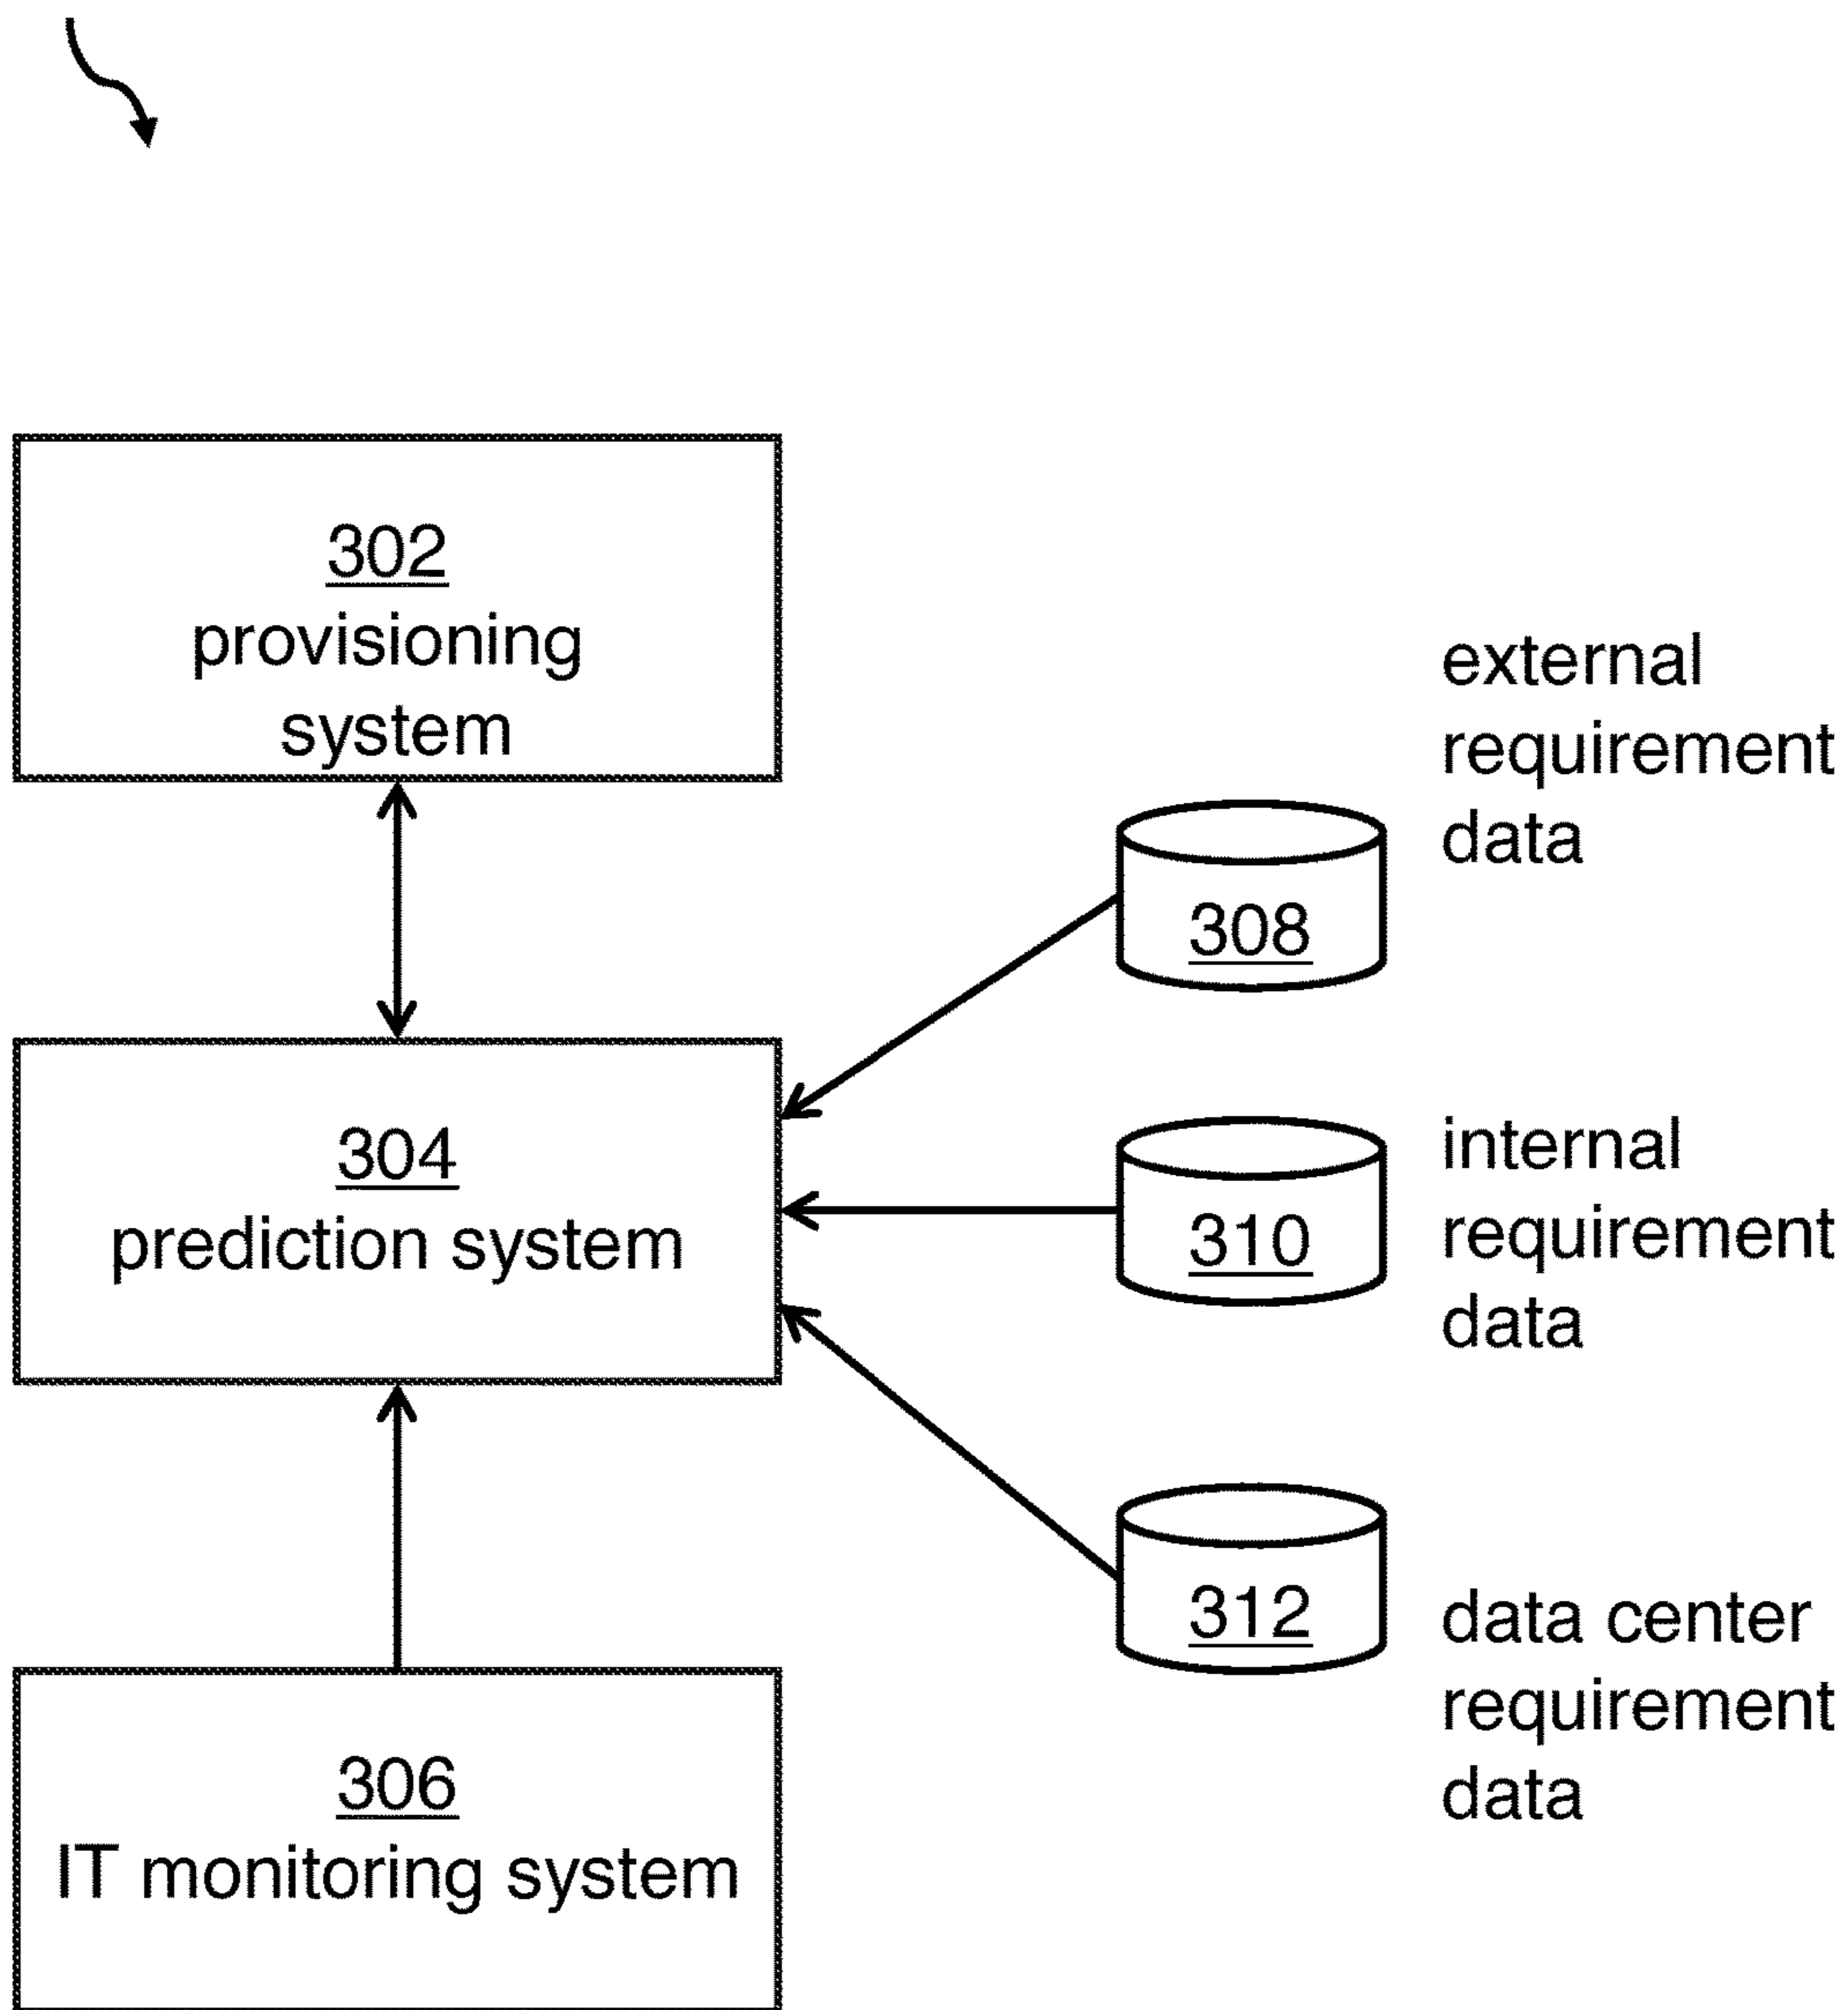 302
provisioning
system
external
requirement
data
308
304
prediction system
internal
requirement
data
310
306
IT monitoring system
312
data center
requirement
data